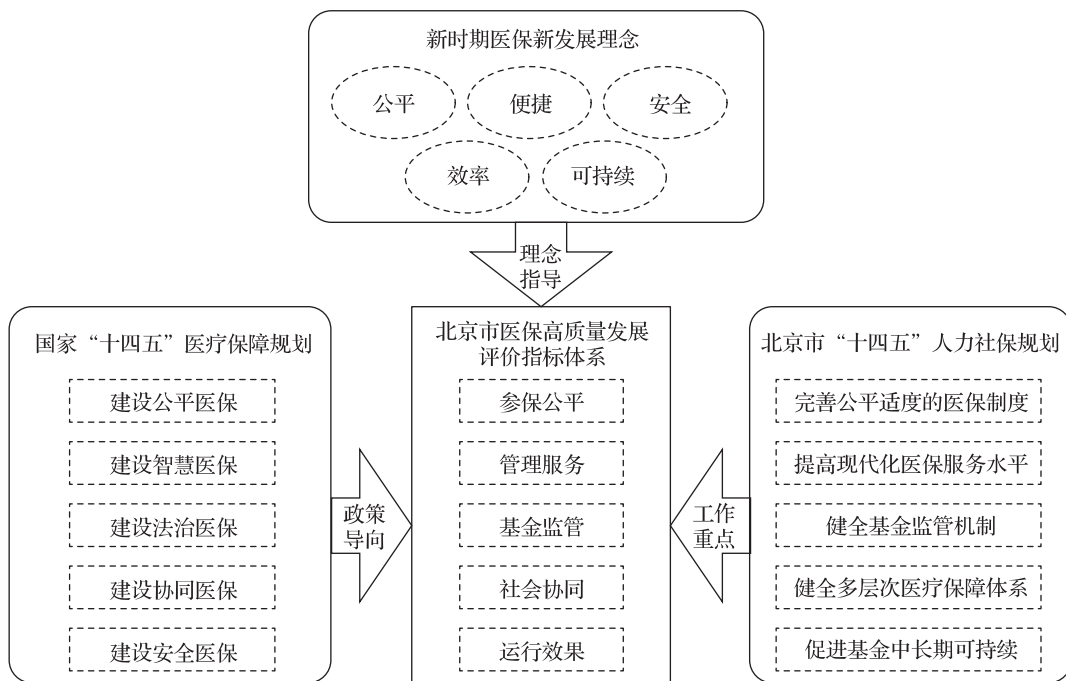 新时期医保新发展理念
公平
便捷
安全
效率
可持续
理念
指导
国家“十四五”医疗保障规划
建设公平医保
建设智慧医保
建设法治医保
建设协同医保
建设安全医保
政策
导向
北京市医保高质量发展
评价指标体系
参保公平
管理服务
基金监管
社会协同
运行效果
工作
重点
北京市“十四五”人力社保规划
完善公平适度的医保制度
提高现代化医保服务水平
健全基金监管机制
健全多层次医疗保障体系
促进基金中长期可持续